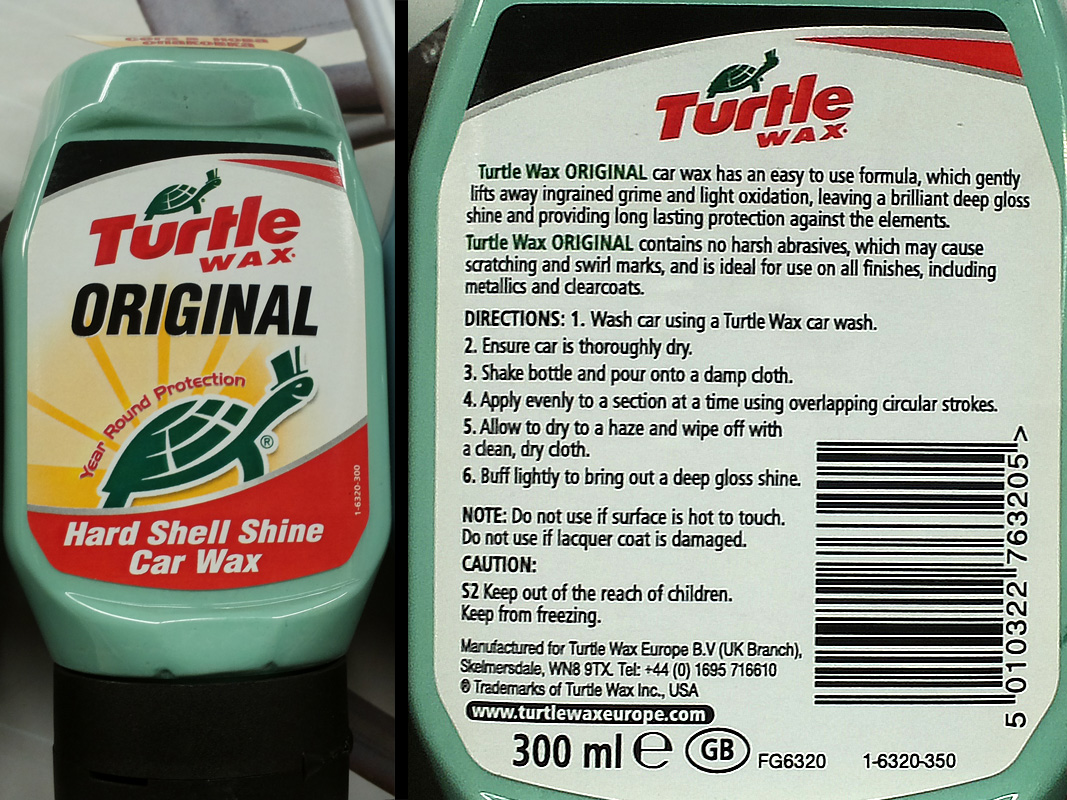 Turtle
WAX
ORIGINAL
Year Round Protection
®
1-6320-300
Hard Shell Shine
Car Wax
Turtle
WAX
Turtle Wax ORIGINAL car wax has an easy to use formula, which gently
lifts away ingrained grime and light oxidation, leaving a brilliant deep gloss
shine and providing long lasting protection against the elements.
Turtle Wax ORIGINAL contains no harsh abrasives, which may cause
scratching and swirl marks, and is ideal for use on all finishes, including
metallics and clearcoats.
DIRECTIONS: 1. Wash car using a Turtle Wax car wash.
2. Ensure car is thoroughly dry.
3. Shake bottle and pour onto a damp cloth.
4. Apply evenly to a section at a time using overlapping circular strokes.
5. Allow to dry to a haze and wipe off with
a clean, dry cloth.
6. Buff lightly to bring out a deep gloss shine.
NOTE: Do not use if surface is hot to touch.
Do not use if lacquer coat is damaged.
CAUTION:
S2 Keep out of the reach of children.
Keep from freezing.
Manufactured for Turtle Wax Europe B.V (UK Branch),
Skelmersdale, WN8 9TX. Tel: +44 (0) 1695 716610
® Trademarks of Turtle Wax Inc., USA
www.turtlewaxeurope.com
300 ml ℮ GB FG6320 1-6320-350
5 010322 763205 >